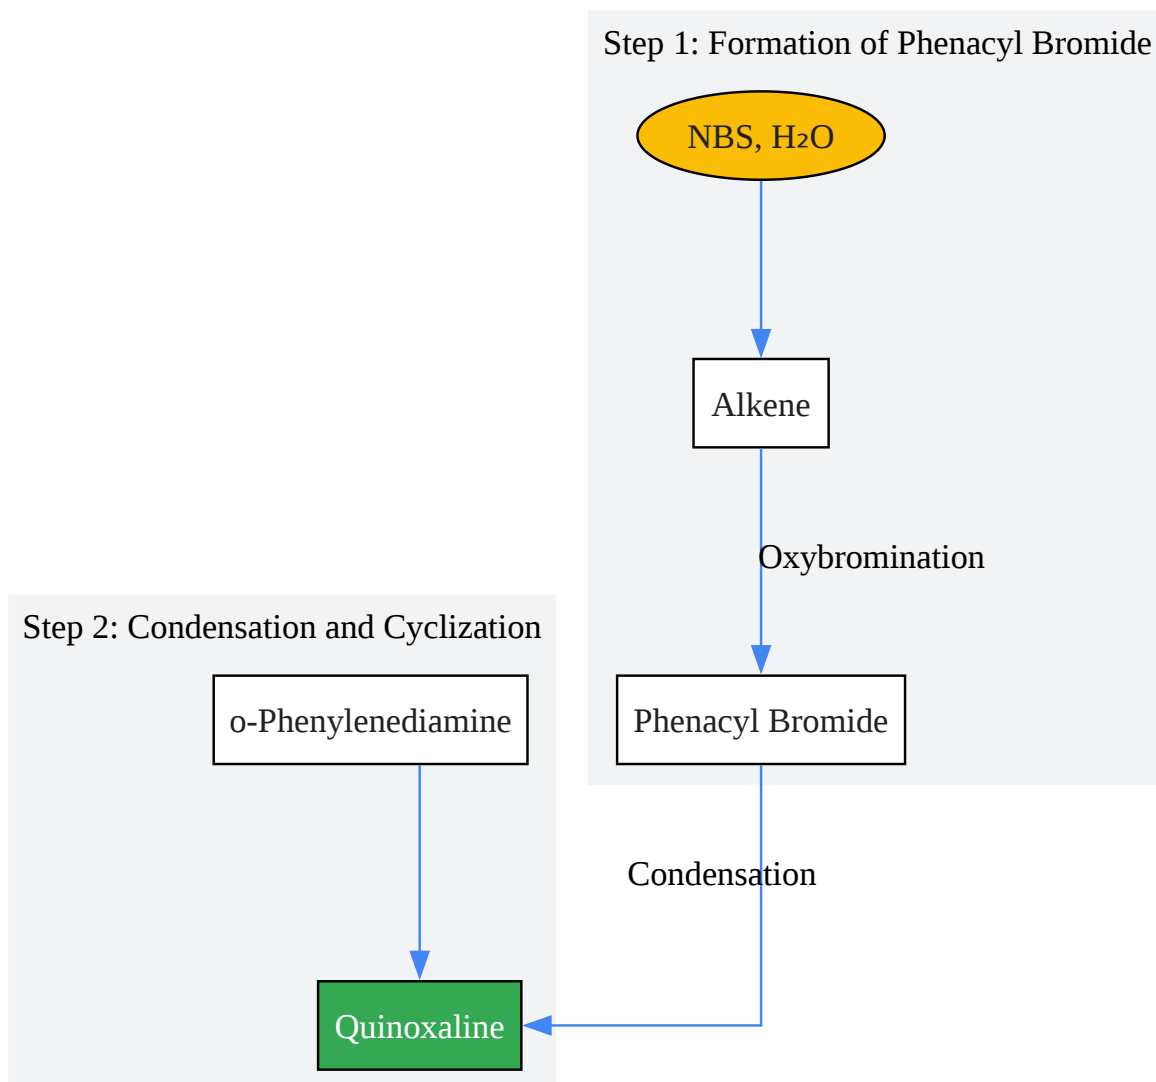 Step 1: Formation of Phenacyl Bromide
NBS, H₂O
Alkene
Oxybromination
Step 2: Condensation and Cyclization
o-Phenylenediamine
Phenacyl Bromide
Condensation
Quinoxaline